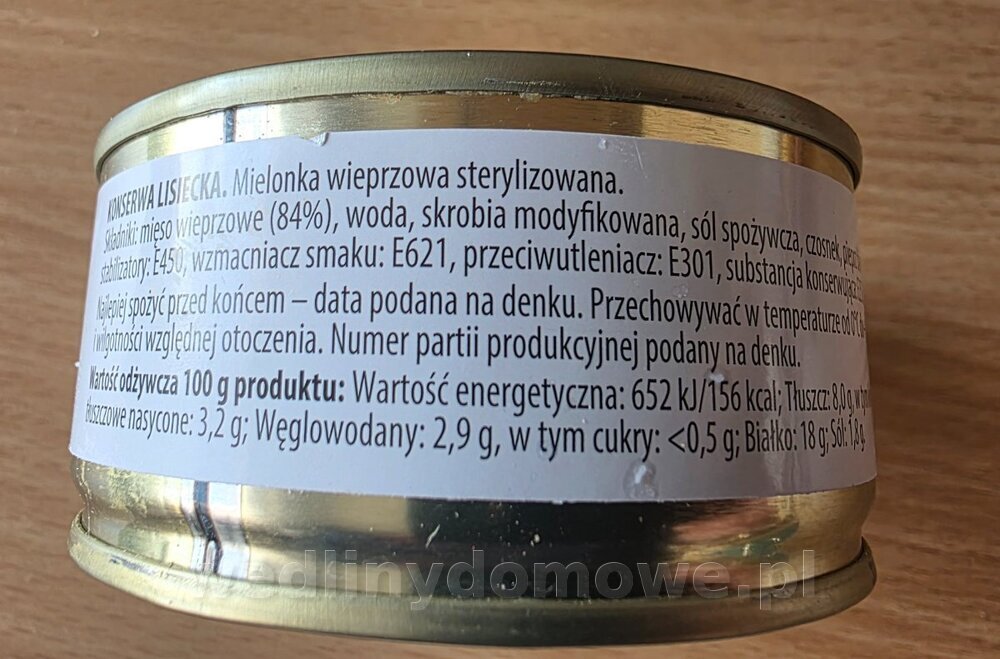 KONSERWA LISIECKA. Mielonka wieprzowa sterylizowana.
Składniki: mięso wieprzowe (84%), woda, skrobia modyfikowana, sól spożywcza, czosnek,
stabilizatory: E450, wzmacniacz smaku: E621, przeciwutleniacz: E301, substancja konserwująca:
Najlepiej spożyć przed końcem – data podana na denku. Przechowywać w temperaturze od 0°C
i wilgotności względnej otoczenia. Numer partii produkcyjnej podany na denku.
Wartość odżywcza 100 g produktu: Wartość energetyczna: 652 kJ/156 kcal; Tłuszcz: 8,0 g, w tym
tłuszczowe nasycone: 3,2 g; Węglowodany: 2,9 g, w tym cukry: <0,5 g; Białko: 18 g; Sól: 1,8 g.
wedlinydomowe.pl